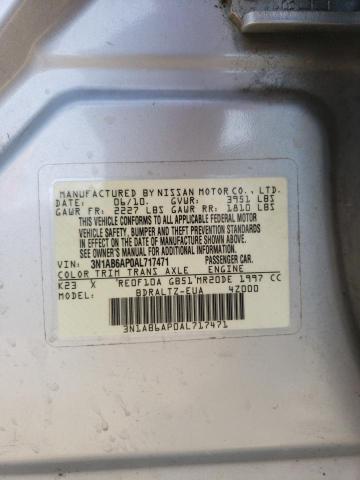 MANUFACTURED BY NISSAN MOTOR CO., LTD.
DATE: 06/10. GVWR: 3951 LBS
GAWR FR: 2227 LBS GAWR RR: 1810 LBS
THIS VEHICLE CONFORMS TO ALL APPLICABLE FEDERAL MOTOR
VEHICLE SAFETY, BUMPER AND THEFT PREVENTION STANDARDS
IN EFFECT ON THE DATE OF MANUFACTURE SHOWN ABOVE.
SEE OWNER'S MANUAL
VIN: 3N1AB6AP0AL717471 PASSENGER CAR.
COLOR TRIM TRANS AXLE ENGINE
K23 X RE0F10A GB51 MR20DE 1997 CC
MODEL: BDRALTZ-EUA 4Z000
3N1AB6AP0AL717471